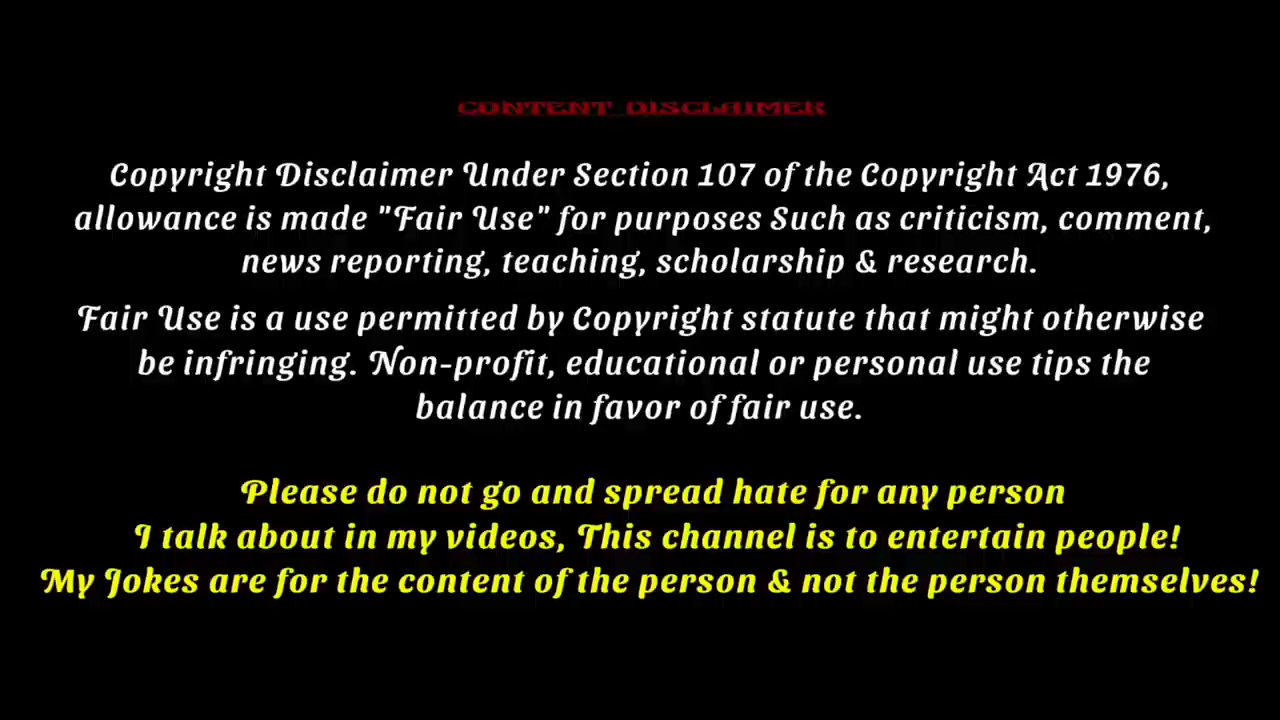 CONTENT DISCLAIMER
Copyright Disclaimer Under Section 107 of the Copyright Act 1976,
allowance is made "Fair Use" for purposes Such as criticism, comment,
news reporting, teaching, scholarship & research.
Fair Use is a use permitted by Copyright statute that might otherwise
be infringing. Non-profit, educational or personal use tips the
balance in favor of fair use.
Please do not go and spread hate for any person
I talk about in my videos, This channel is to entertain people!
My Jokes are for the content of the person & not the person themselves!